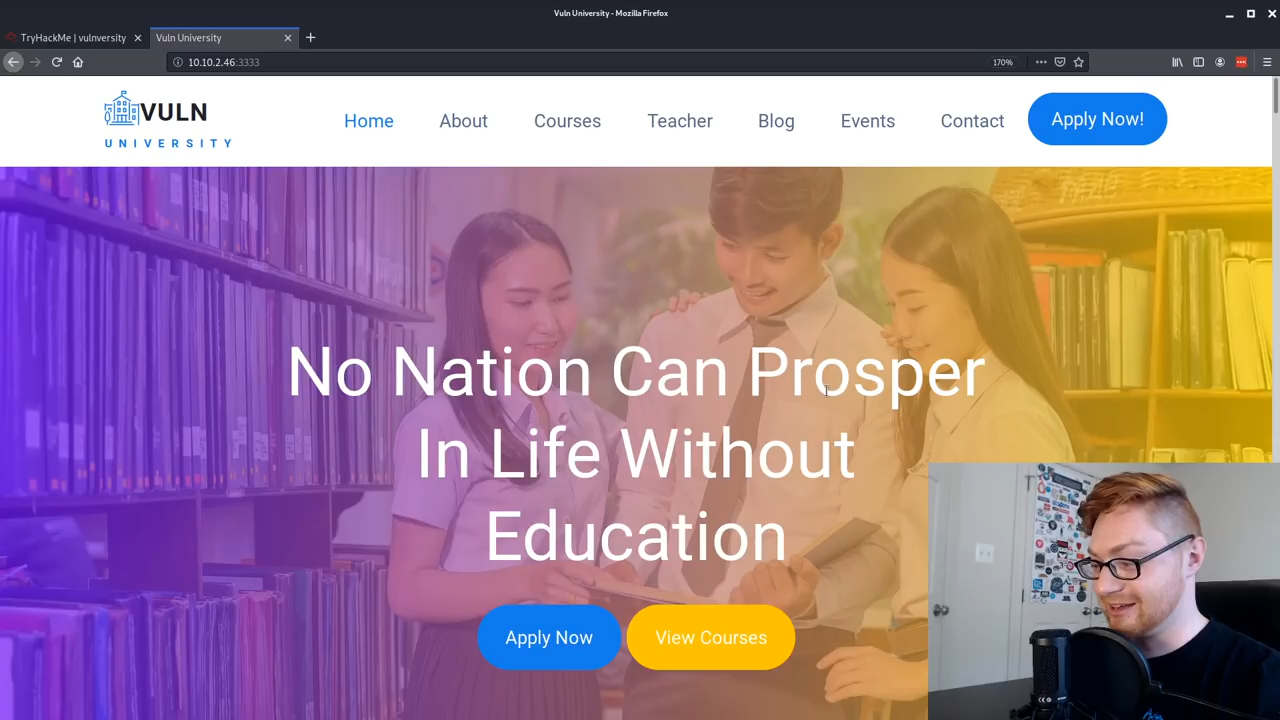 Vuln University - Mozilla Firefox
TryHackMe | vulnversity
Vuln University
10.10.2.46:3333
170%
VULN
UNIVERSITY
Home
About
Courses
Teacher
Blog
Events
Contact
Apply Now!
No Nation Can Prosper
In Life Without
Education
Apply Now
View Courses